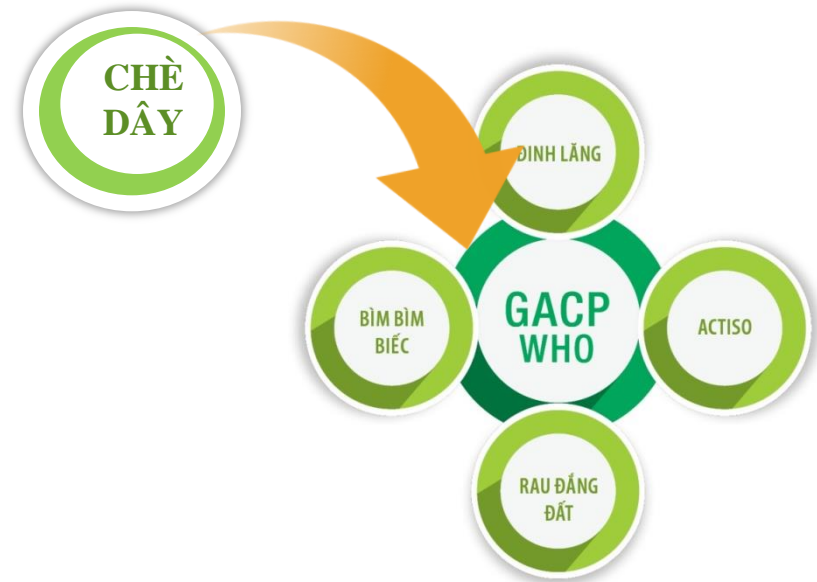 CHÈ
DÂY
ĐINH LĂNG
BÌM BÌM
BIẾC
GACP
WHO
ACTISO
RAU ĐẮNG
ĐẤT